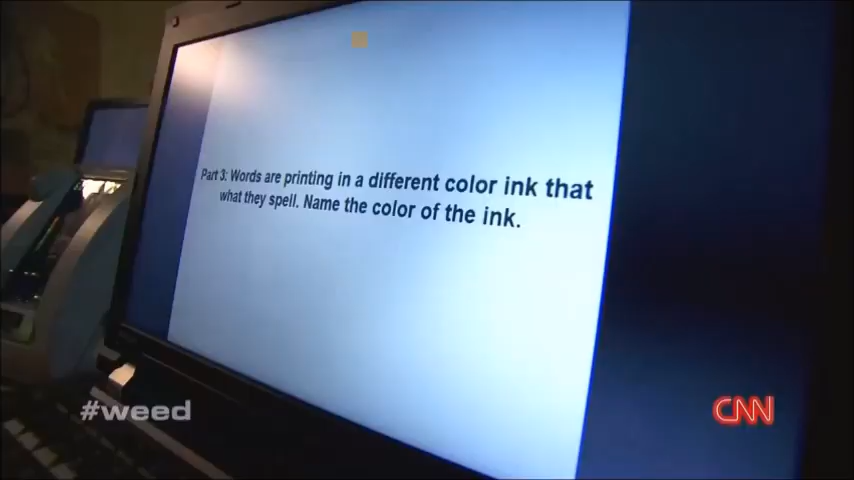 Part 3: Words are printing in a different color ink that
what they spell. Name the color of the ink.
#weed
CNN